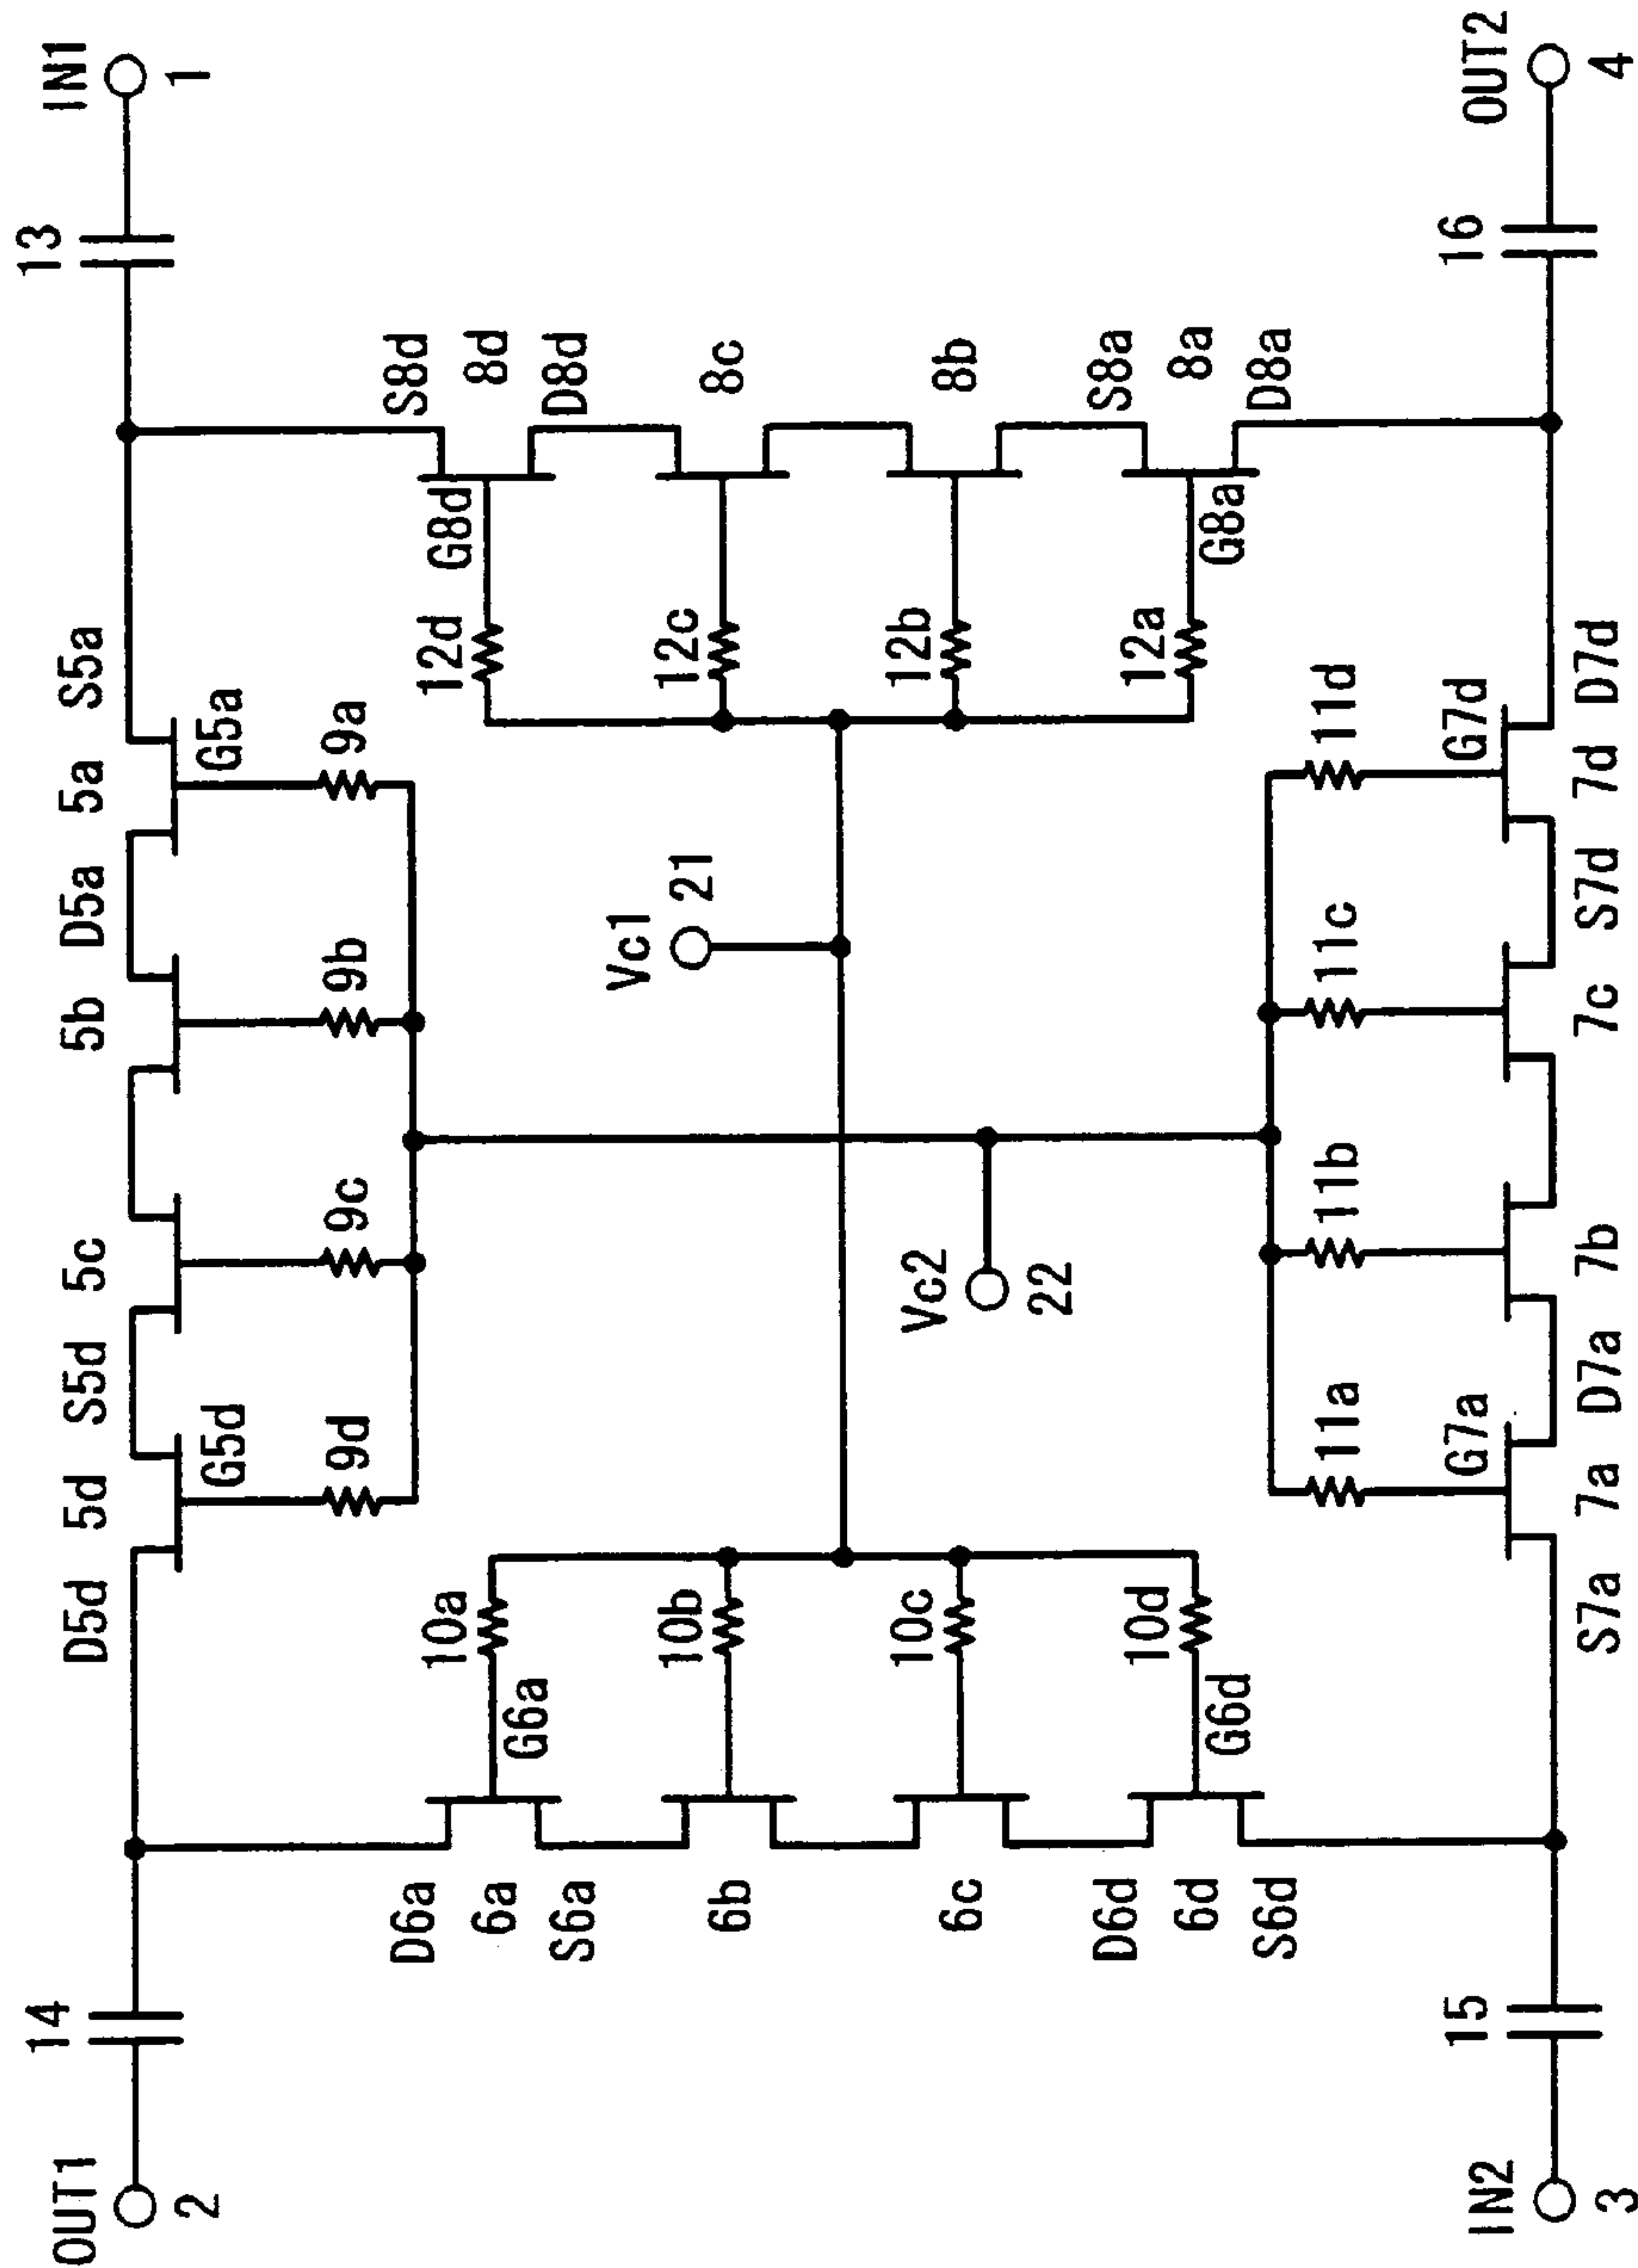 OUT1
14
13
IN1
D5d
5d
S5d
5c
5b
D5a
5a
S5a
2
1
G5d
G5a
9d
9c
9b
9a
D6a
10a
12d
S8d
G8d
6a
8d
G6a
S6a
D8d
Vc1
21
10b
12c
6b
8c
10c
Vc2
22
12b
6c
8b
D6d
10d
12a
S8a
6d
8a
G6d
G8a
S6d
D8a
11a
11b
11c
11d
G7a
G7d
IN2
15
16
OUT2
S7a
7a
D7a
7b
7c
S7d
7d
D7d
3
4